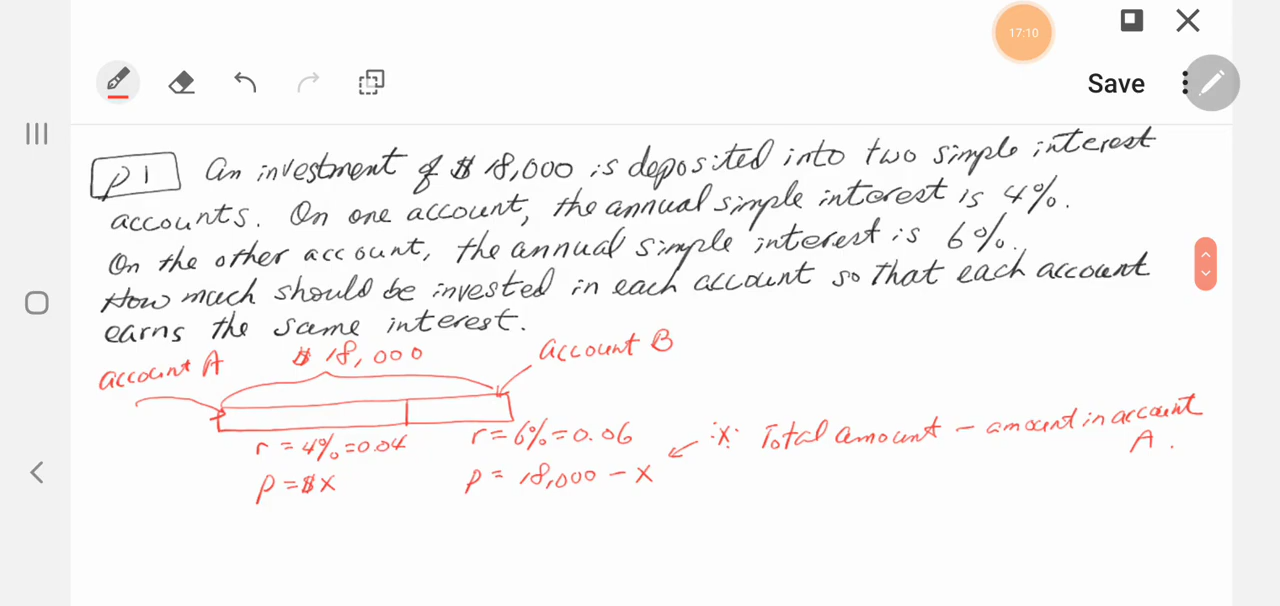 17:10
Save
P1 An investment of $18,000 is deposited into two simple interest
accounts. On one account, the annual simple interest is 4%.
On the other account, the annual simple interest is 6%.
How much should be invested in each account so that each account
earns the same interest.
account A $18,000 account B
r = 4% = 0.04 r = 6% = 0.06 ※ Total amount - amount in account
A.
P = $X P = 18,000 - X